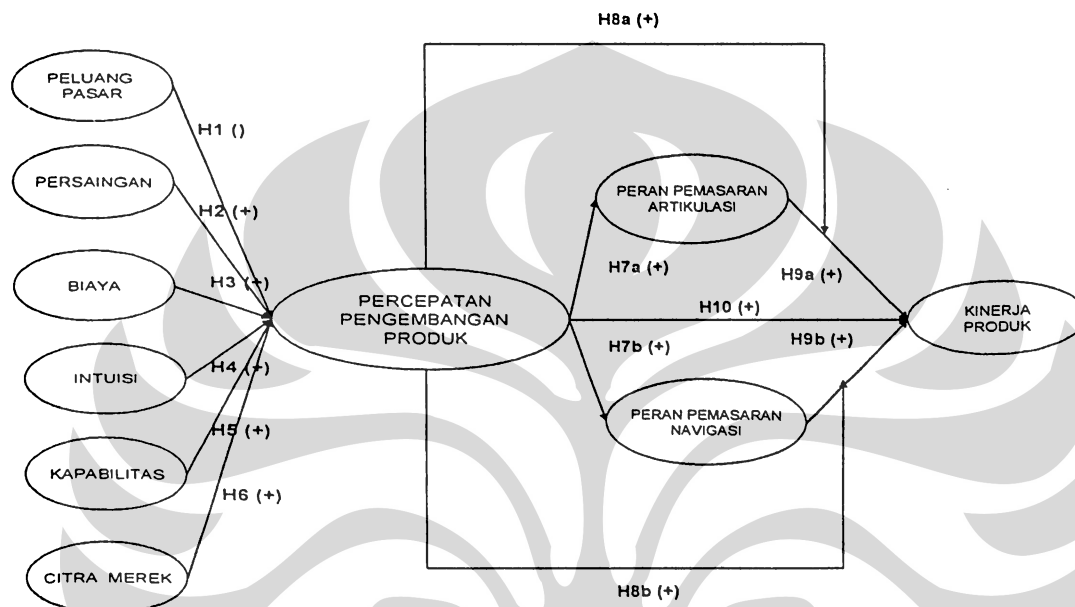 H8a (+)
PELUANG
PASAR
H1 ()
PERSAINGAN
H2 (+)
BIAYA
H3 (+)
INTUISI
H4 (+)
KAPABILITAS
H5 (+)
CITRA MEREK
H6 (+)
PERCEPATAN
PENGEMBANGAN
PRODUK
PERAN PEMASARAN
ARTIKULASI
H7a (+)
H9a (+)
H10 (+)
H7b (+)
H9b (+)
PERAN PEMASARAN
NAVIGASI
KINERJA
PRODUK
H8b (+)